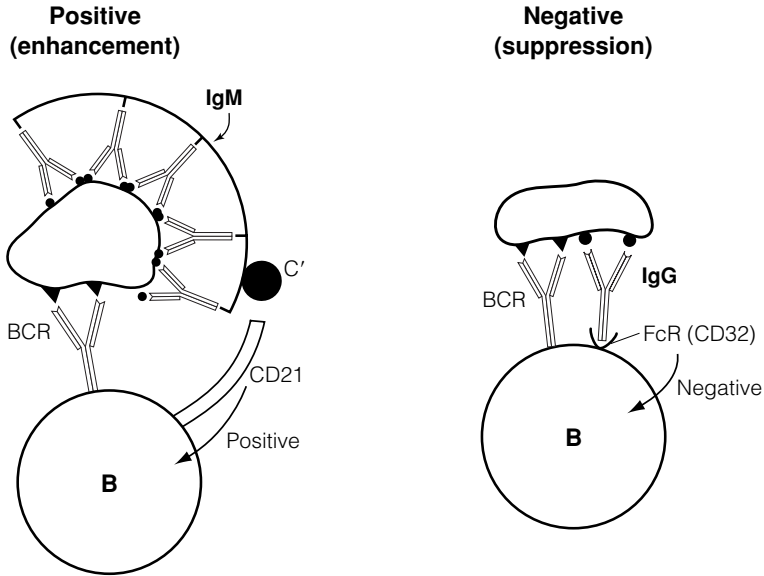 Positive
(enhancement)
IgM
C′
BCR
CD21
Positive
B
Negative
(suppression)
IgG
BCR
FcR (CD32)
Negative
B